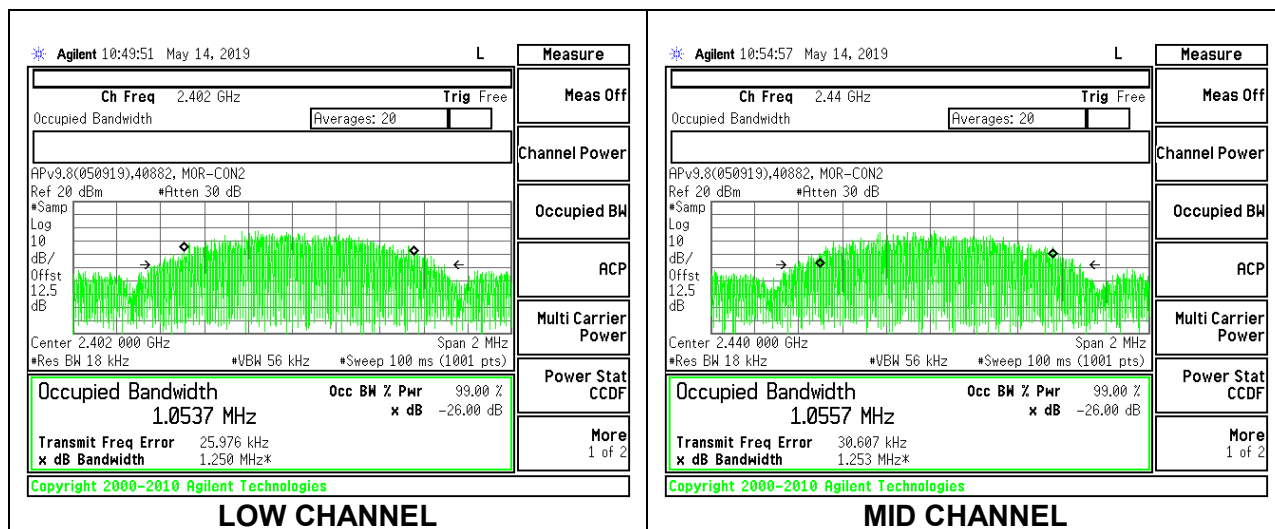 Agilent 10:49:51 May 14, 2019 L
Measure
Ch Freq 2.402 GHz Trig Free
Occupied Bandwidth Averages: 20
APv9.8(050919),40882, MOR-CON2
Ref 20 dBm #Atten 30 dB
#Samp
Log
10
dB/
Offst
12.5
dB
Center 2.402 000 GHz Span 2 MHz
#Res BW 18 kHz #VBW 56 kHz #Sweep 100 ms (1001 pts)
Occupied Bandwidth Occ BW % Pwr 99.00 %
1.0537 MHz x dB -26.00 dB
Transmit Freq Error 25.976 kHz
x dB Bandwidth 1.250 MHz*
Meas Off
Channel Power
Occupied BW
ACP
Multi Carrier
Power
Power Stat
CCDF
More
1 of 2
Copyright 2000-2010 Agilent Technologies
LOW CHANNEL
Agilent 10:54:57 May 14, 2019 L
Measure
Ch Freq 2.44 GHz Trig Free
Occupied Bandwidth Averages: 20
APv9.8(050919),40882, MOR-CON2
Ref 20 dBm #Atten 30 dB
#Samp
Log
10
dB/
Offst
12.5
dB
Center 2.440 000 GHz Span 2 MHz
#Res BW 18 kHz #VBW 56 kHz #Sweep 100 ms (1001 pts)
Occupied Bandwidth Occ BW % Pwr 99.00 %
1.0557 MHz x dB -26.00 dB
Transmit Freq Error 30.607 kHz
x dB Bandwidth 1.253 MHz*
Meas Off
Channel Power
Occupied BW
ACP
Multi Carrier
Power
Power Stat
CCDF
More
1 of 2
Copyright 2000-2010 Agilent Technologies
MID CHANNEL